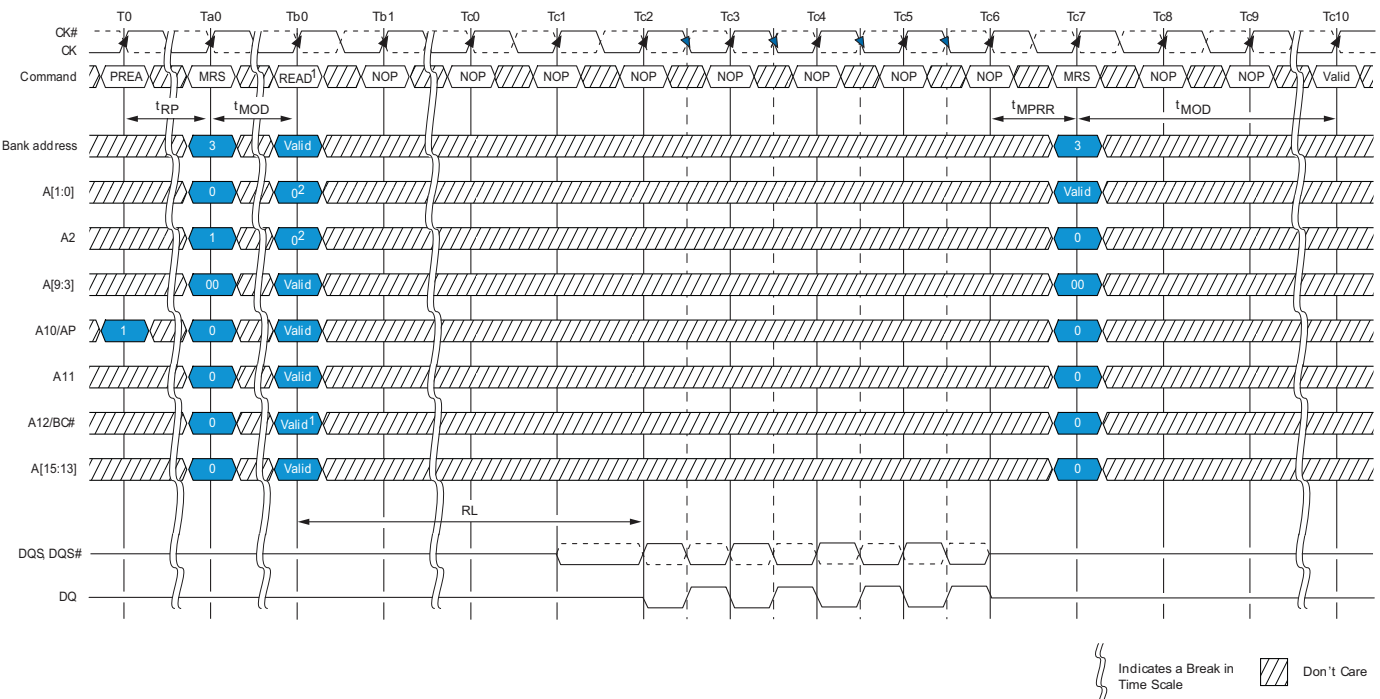 T0 Ta0 Tb0 Tb1 Tc0 Tc1 Tc2 Tc3 Tc4 Tc5 Tc6 Tc7 Tc8 Tc9 Tc10
CK#
CK
Command PREA MRS READ1 NOP NOP NOP NOP NOP NOP NOP NOP MRS NOP NOP Valid
tRP tMOD tMPRR tMOD
Bank address 3 Valid 3
A[1:0] 0 02 Valid
A2 1 02 0
A[9:3] 00 Valid 00
A10/AP 1 0 Valid 0
A11 0 Valid 0
A12/BC# 0 Valid1 0
A[15:13] 0 Valid 0
RL
DQS, DQS#
DQ
Indicates a Break in
Time Scale
Don't Care